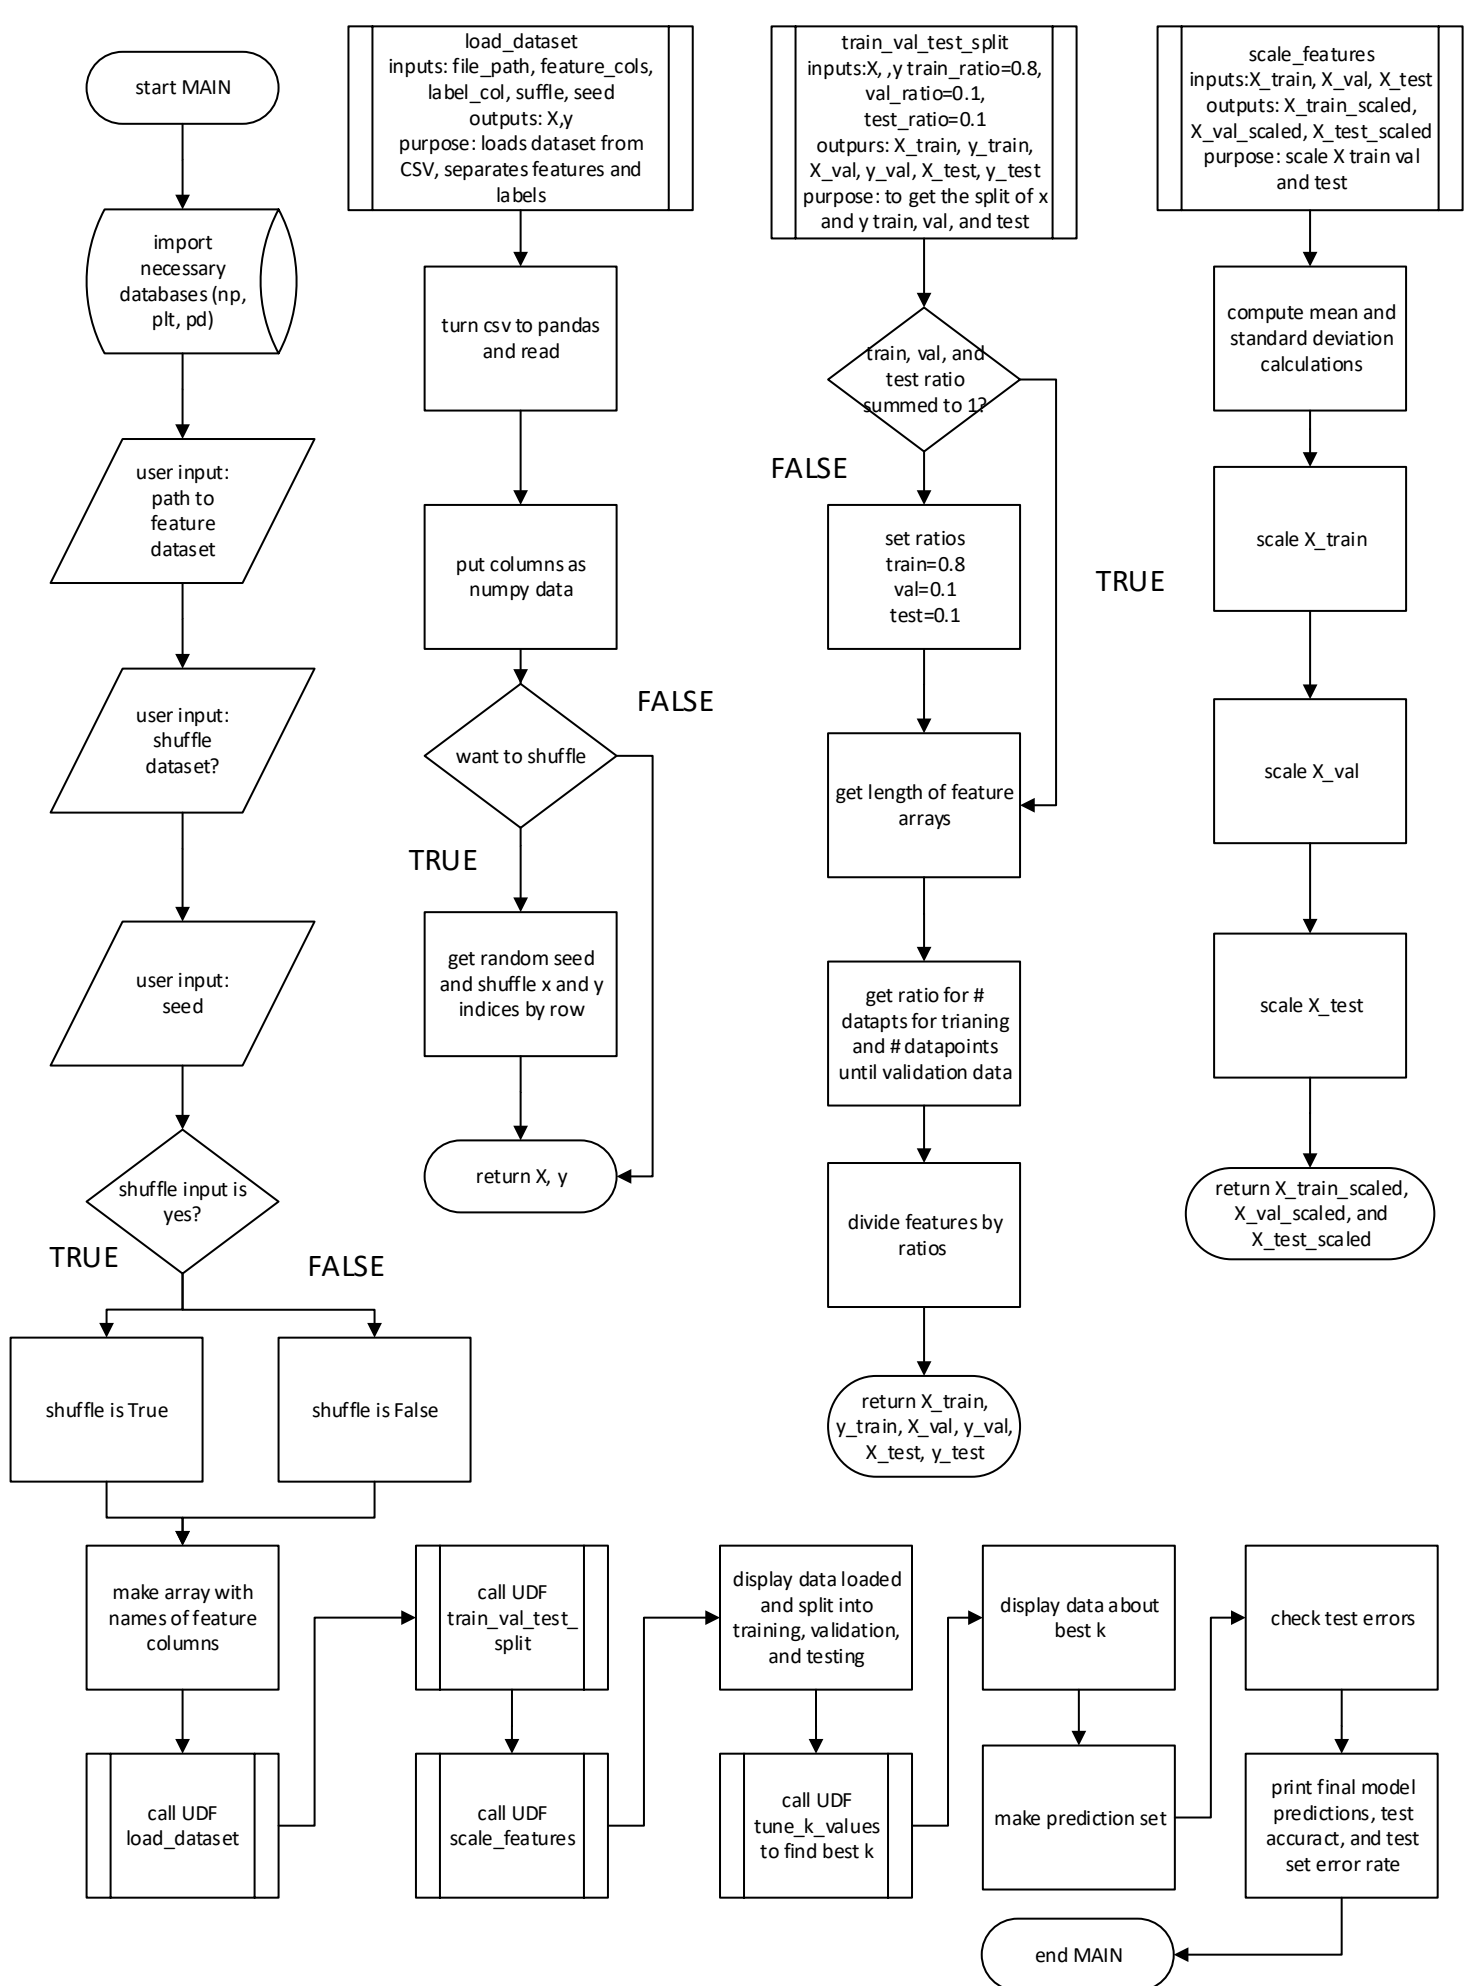 start MAIN
import
necessary
databases (np,
plt, pd)
user input:
path to
feature
dataset
user input:
shuffle
dataset?
user input:
seed
shuffle input is
yes?
TRUE
FALSE
shuffle is True
shuffle is False
make array with
names of feature
columns
call UDF
load_dataset
call UDF
train_val_test_
split
call UDF
scale_features
display data loaded
and split into
training, validation,
and testing
call UDF
tune_k_values
to find best k
display data about
best k
make prediction set
check test errors
print final model
predictions, test
accuract, and test
set error rate
end MAIN
load_dataset
inputs: file_path, feature_cols,
label_col, suffle, seed
outputs: X,y
purpose: loads dataset from
CSV, separates features and
labels
turn csv to pandas
and read
put columns as
numpy data
want to shuffle
FALSE
TRUE
get random seed
and shuffle x and y
indices by row
return X, y
train_val_test_split
inputs:X, ,y train_ratio=0.8,
val_ratio=0.1,
test_ratio=0.1
outpurs: X_train, y_train,
X_val, y_val, X_test, y_test
purpose: to get the split of x
and y train, val, and test
train, val, and
test ratio
summed to 1?
FALSE
TRUE
set ratios
train=0.8
val=0.1
test=0.1
get length of feature
arrays
get ratio for #
datapts for trianing
and # datapoints
until validation data
divide features by
ratios
return X_train,
y_train, X_val, y_val,
X_test, y_test
scale_features
inputs:X_train, X_val, X_test
outputs: X_train_scaled,
X_val_scaled, X_test_scaled
purpose: scale X train val
and test
compute mean and
standard deviation
calculations
scale X_train
scale X_val
scale X_test
return X_train_scaled,
X_val_scaled, and
X_test_scaled